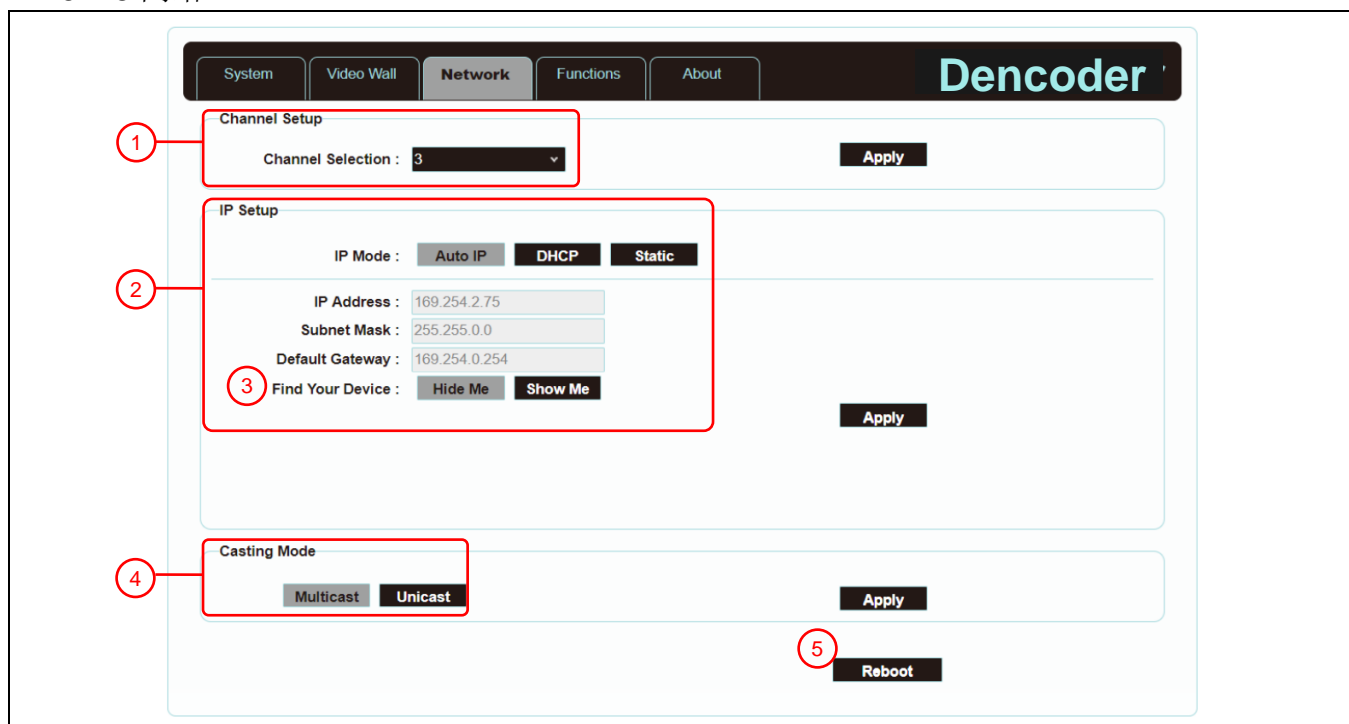 System Video Wall Network Functions About Dencoder
Channel Setup
1
Channel Selection : 3 Apply
IP Setup
IP Mode : Auto IP DHCP Static
2
IP Address : 169.254.2.75
Subnet Mask : 255.255.0.0
Default Gateway : 169.254.0.254
3 Find Your Device : Hide Me Show Me
Apply
Casting Mode
4
Multicast Unicast Apply
5
Reboot